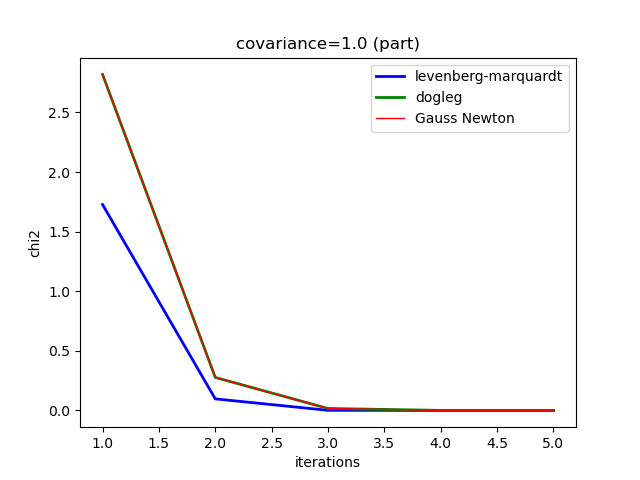 covariance=1.0 (part)
levenberg-marquardt
dogleg
Gauss Newton
chi2
2.5
2.0
1.5
1.0
0.5
0.0
1.0 1.5 2.0 2.5 3.0 3.5 4.0 4.5 5.0
iterations